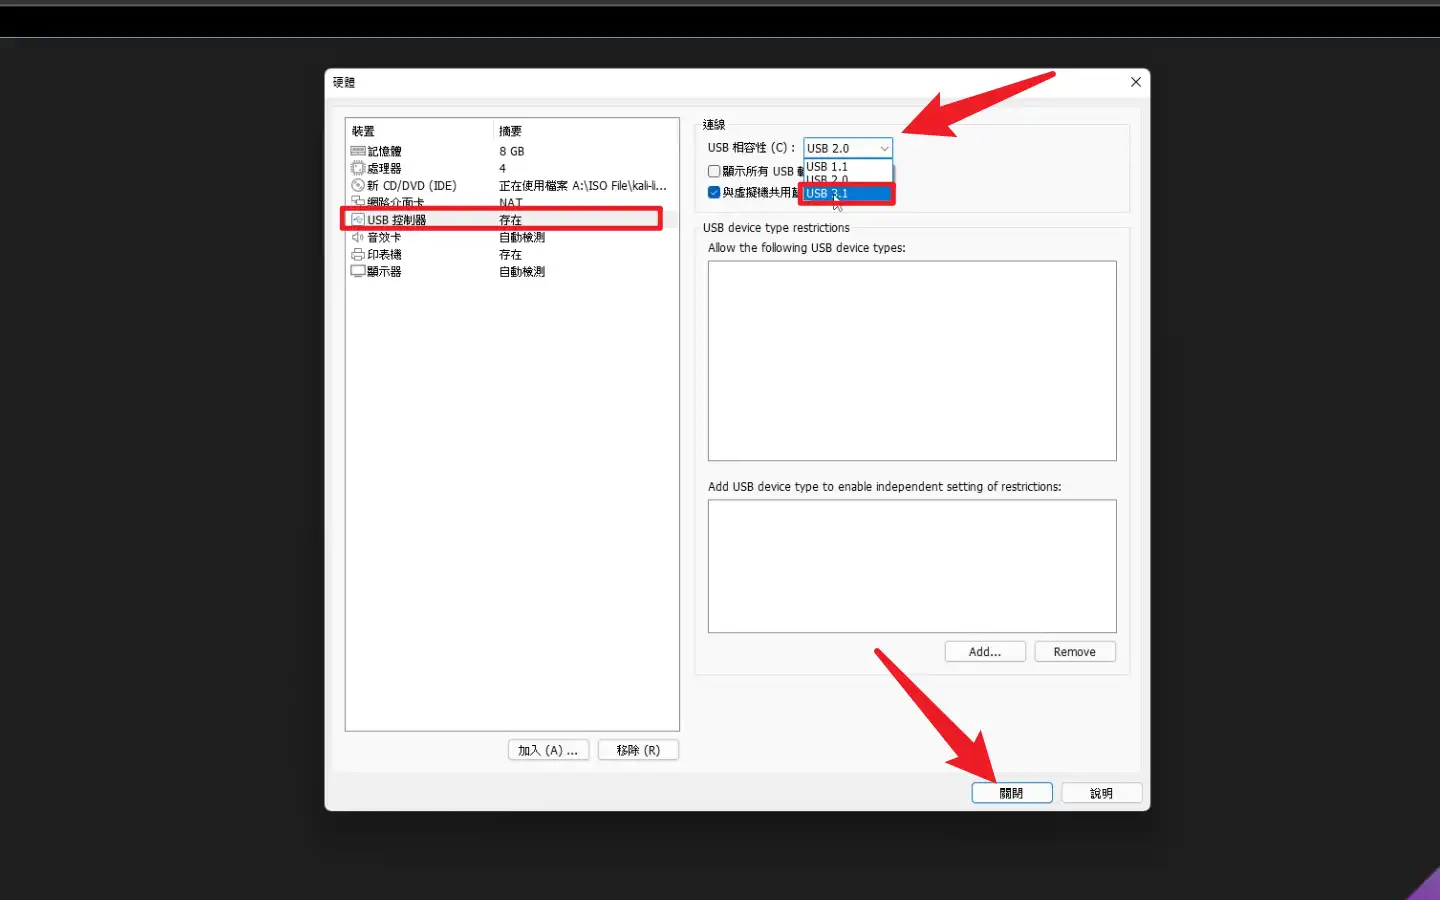 硬體
裝置 摘要
記憶體 8 GB
處理器 4
新 CD/DVD (IDE) 正在使用檔案 A:\ISO File\kali-li...
網路介面卡 NAT
USB 控制器 存在
音效卡 自動檢測
印表機 存在
顯示器 自動檢測
加入 (A) ... 移除 (R)
連線
USB 相容性 (C)： USB 2.0
USB 1.1
USB 2.0
USB 3.1
顯示所有 USB
與虛擬機共用
USB device type restrictions
Allow the following USB device types:
Add USB device type to enable independent setting of restrictions:
Add... Remove
關閉 說明